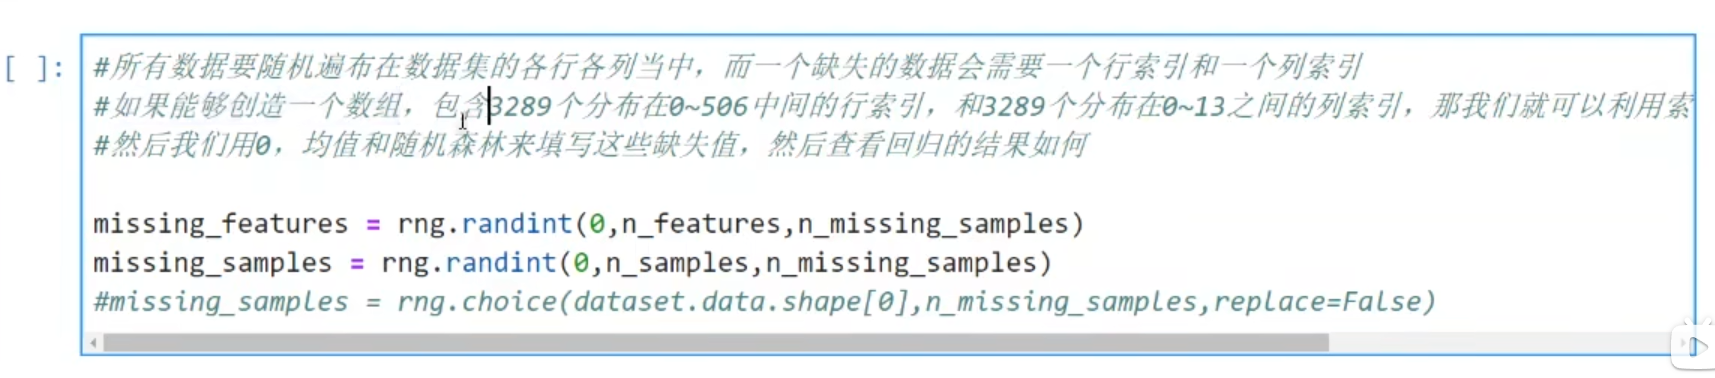 [ ]:
#所有数据要随机遍布在数据集的各行各列当中，而一个缺失的数据会需要一个行索引和一个列索引
#如果能够创造一个数组，包含3289个分布在0~506中间的行索引，和3289个分布在0~13之间的列索引，那我们就可以利用索
#然后我们用0，均值和随机森林来填写这些缺失值，然后查看回归的结果如何
missing_features = rng.randint(0,n_features,n_missing_samples)
missing_samples = rng.randint(0,n_samples,n_missing_samples)
#missing_samples = rng.choice(dataset.data.shape[0],n_missing_samples,replace=False)